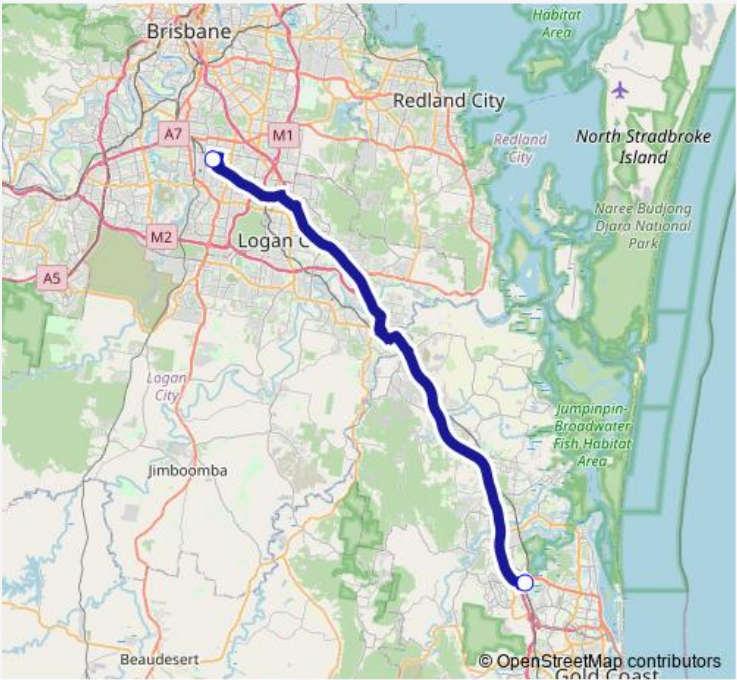 Habitat
Area
Brisbane
Redland City
A7
M1
Redland
City
North Stradbroke
Island
Naree Budjong
Djara National
Park
M2
Logan C
A5
Logan
City
Jumpinpin-
Broadwater
Fish Habitat
Area
Jimboomba
Beaudesert
© OpenStreetMap contributors
Gold Coast